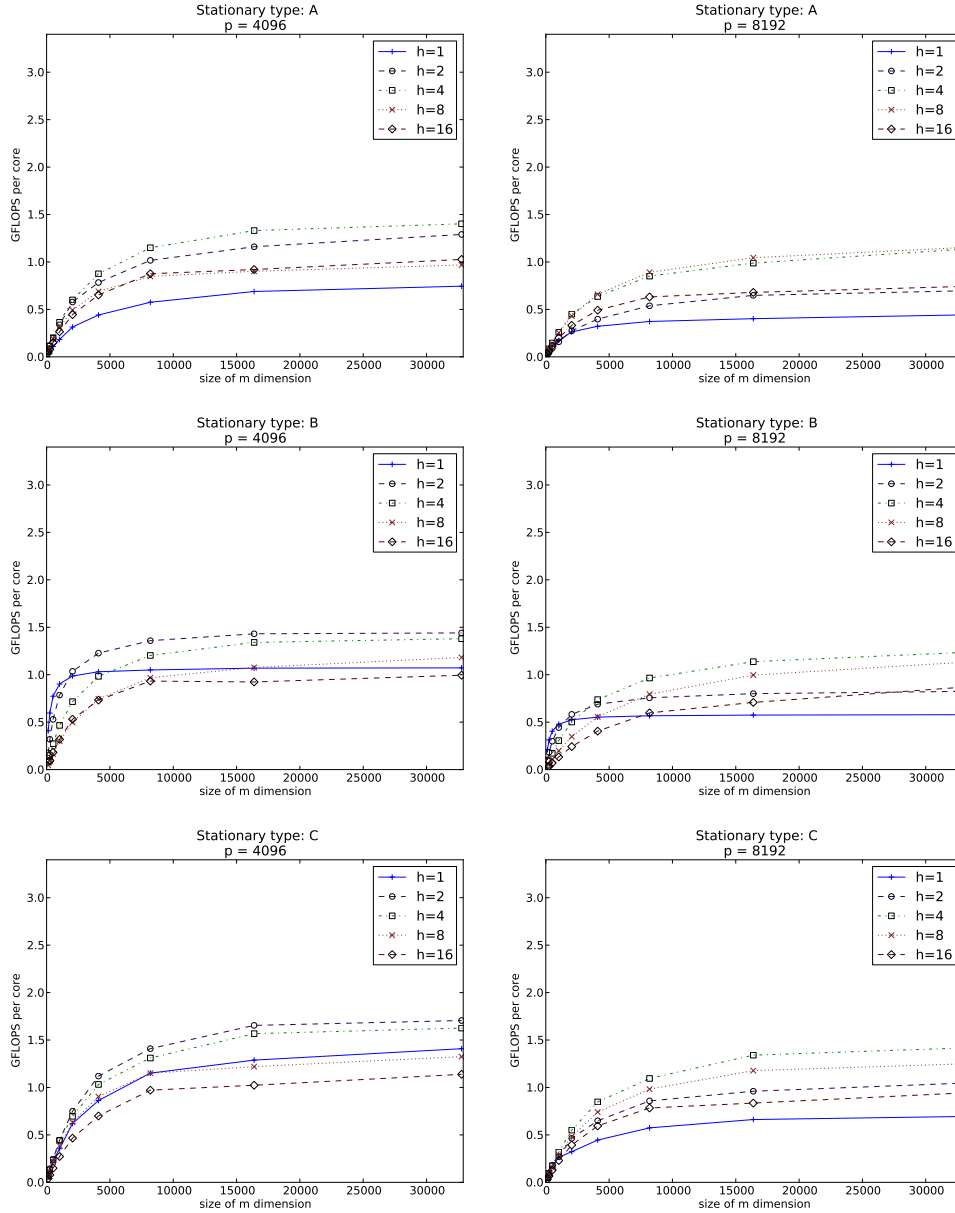 Stationary type: A
p = 4096
GFLOPS per core
3.0
2.5
2.0
1.5
1.0
0.5
0.0
h=1
h=2
h=4
h=8
h=16
0 5000 10000 15000 20000 25000 30000
size of m dimension
Stationary type: A
p = 8192
GFLOPS per core
3.0
2.5
2.0
1.5
1.0
0.5
0.0
h=1
h=2
h=4
h=8
h=16
0 5000 10000 15000 20000 25000 30000
size of m dimension
Stationary type: B
p = 4096
GFLOPS per core
3.0
2.5
2.0
1.5
1.0
0.5
0.0
h=1
h=2
h=4
h=8
h=16
0 5000 10000 15000 20000 25000 30000
size of m dimension
Stationary type: B
p = 8192
GFLOPS per core
3.0
2.5
2.0
1.5
1.0
0.5
0.0
h=1
h=2
h=4
h=8
h=16
0 5000 10000 15000 20000 25000 30000
size of m dimension
Stationary type: C
p = 4096
GFLOPS per core
3.0
2.5
2.0
1.5
1.0
0.5
0.0
h=1
h=2
h=4
h=8
h=16
0 5000 10000 15000 20000 25000 30000
size of m dimension
Stationary type: C
p = 8192
GFLOPS per core
3.0
2.5
2.0
1.5
1.0
0.5
0.0
h=1
h=2
h=4
h=8
h=16
0 5000 10000 15000 20000 25000 30000
size of m dimension